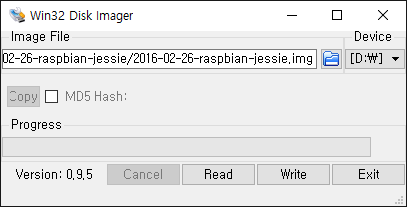 Win32 Disk Imager
Image File
Device
02-26-raspbian-jessie/2016-02-26-raspbian-jessie.img
[D:₩]
Copy
MD5 Hash:
Progress
Version: 0.9.5
Cancel
Read
Write
Exit